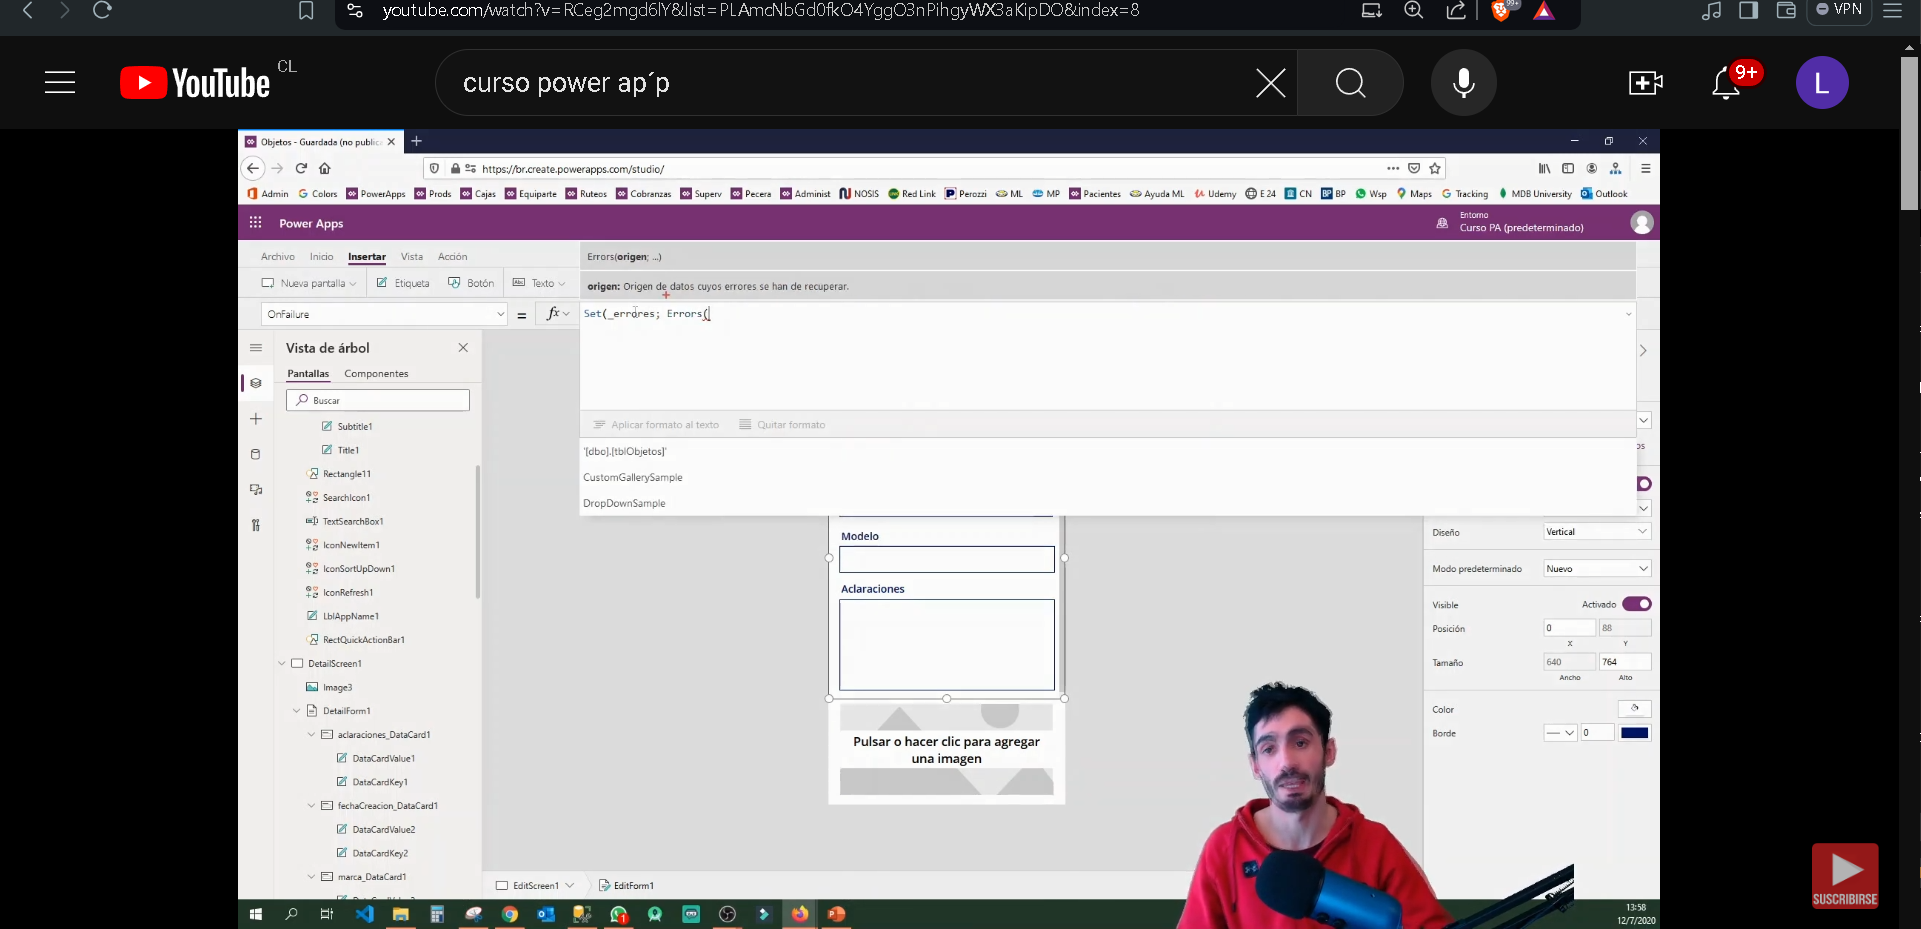 youtube.com/watch?v=RCeg2mgd6lY&list=PLAmcNbGd0fkO4YggO3nPihgyWX3aKipDO&index=8
99+
VPN
YouTube CL
curso power ap´p
9+
L
Objetos - Guardada (no public
https://br.create.powerapps.com/studio/
Admin Colors PowerApps Prods Cajas Equiparte Ruteos Cobranzas Superv Pecera Administ NOSIS Red Link Perozzi ML MP Pacientes Ayuda ML Udemy E 24 CN BP Wsp Maps Tracking MDB University Outlook
Power Apps
Entorno
Curso PA (predeterminado)
Archivo Inicio Insertar Vista Acción
Errors(origen; ...)
Nueva pantalla Etiqueta Botón Texto
origen: Origen de datos cuyos errores se han de recuperar.
OnFailure = fx
Set(_errores; Errors(
Vista de árbol
Pantallas Componentes
Buscar
Aplicar formato al texto Quitar formato
'[dbo].[tblObjetos]'
CustomGallerySample
DropDownSample
Subtitle1
Title1
Rectangle11
SearchIcon1
TextSearchBox1
IconNewItem1
IconSortUpDown1
IconRefresh1
LblAppName1
RectQuickActionBar1
DetailScreen1
Image3
DetailForm1
aclaraciones_DataCard1
DataCardValue1
DataCardKey1
fechaCreacion_DataCard1
DataCardValue2
DataCardKey2
marca_DataCard1
Modelo
Aclaraciones
Pulsar o hacer clic para agregar
una imagen
os
Diseño Vertical
Modo predeterminado Nuevo
Visible Activado
Posición 0 88
X Y
Tamaño 640 764
Ancho Alto
Color
Borde 0
EditScreen1 EditForm1
SUSCRIBIRSE
1
13:58
12/7/2020